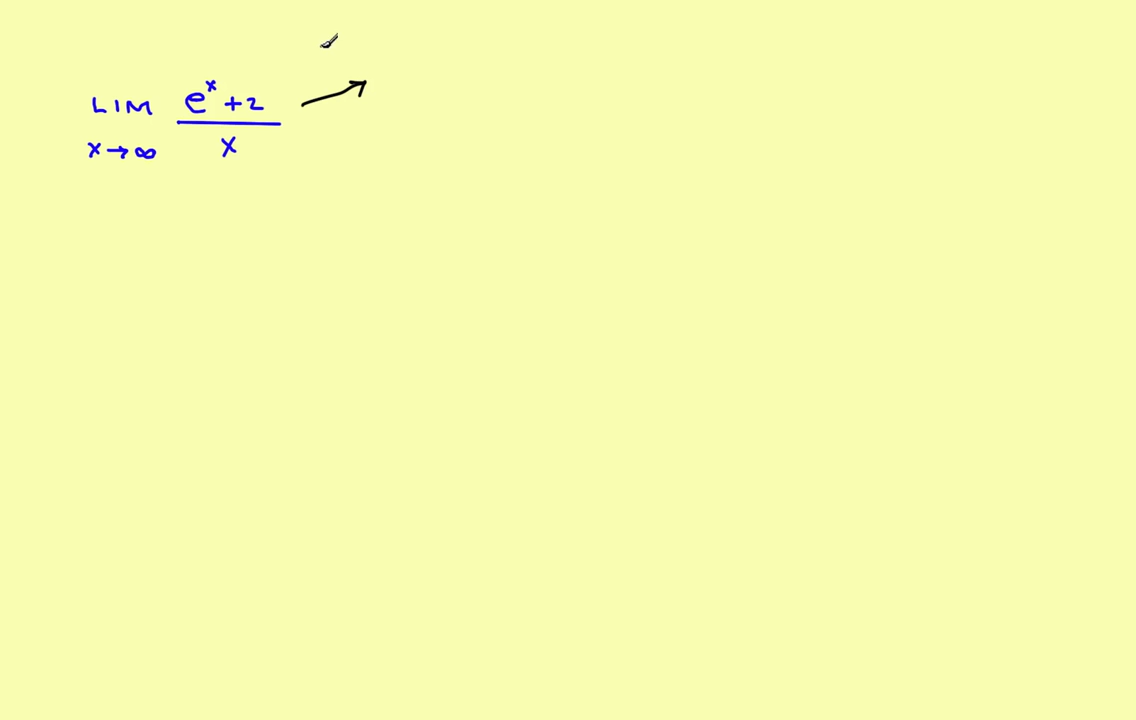 LIM e^x + 2
x → ∞ x